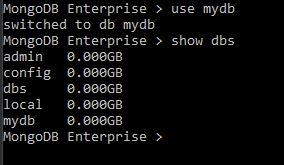 MongoDB Enterprise > use mydb
switched to db mydb
MongoDB Enterprise > show dbs
admin   0.000GB
config  0.000GB
dbs     0.000GB
local   0.000GB
mydb    0.000GB
MongoDB Enterprise >